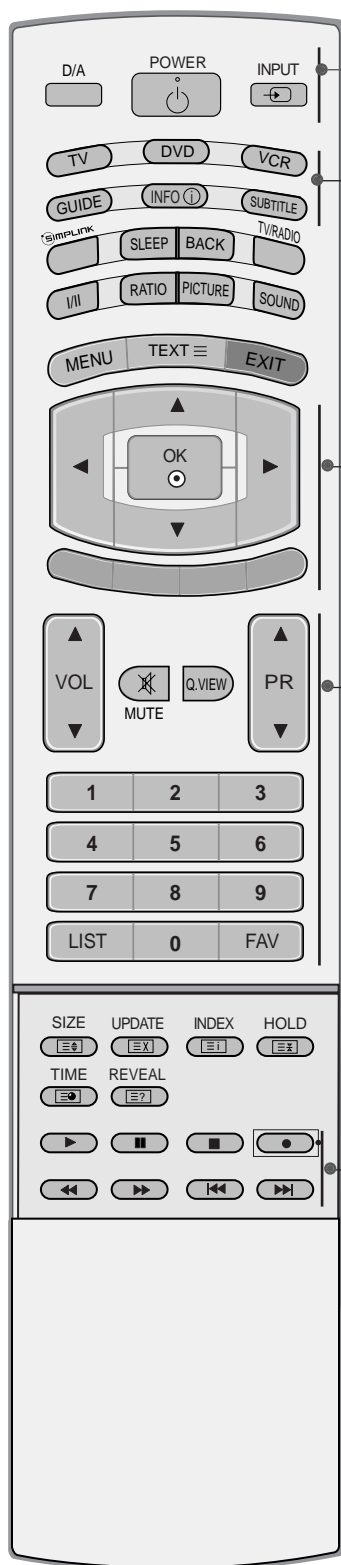 D/A POWER INPUT
TV DVD VCR
GUIDE INFO i SUBTITLE
SIMPLINK TV/RADIO
SLEEP BACK
I/II RATIO PICTURE SOUND
MENU TEXT EXIT
OK
VOL PR
Q.VIEW
MUTE
1 2 3
4 5 6
7 8 9
LIST 0 FAV
SIZE UPDATE INDEX HOLD
TIME REVEAL